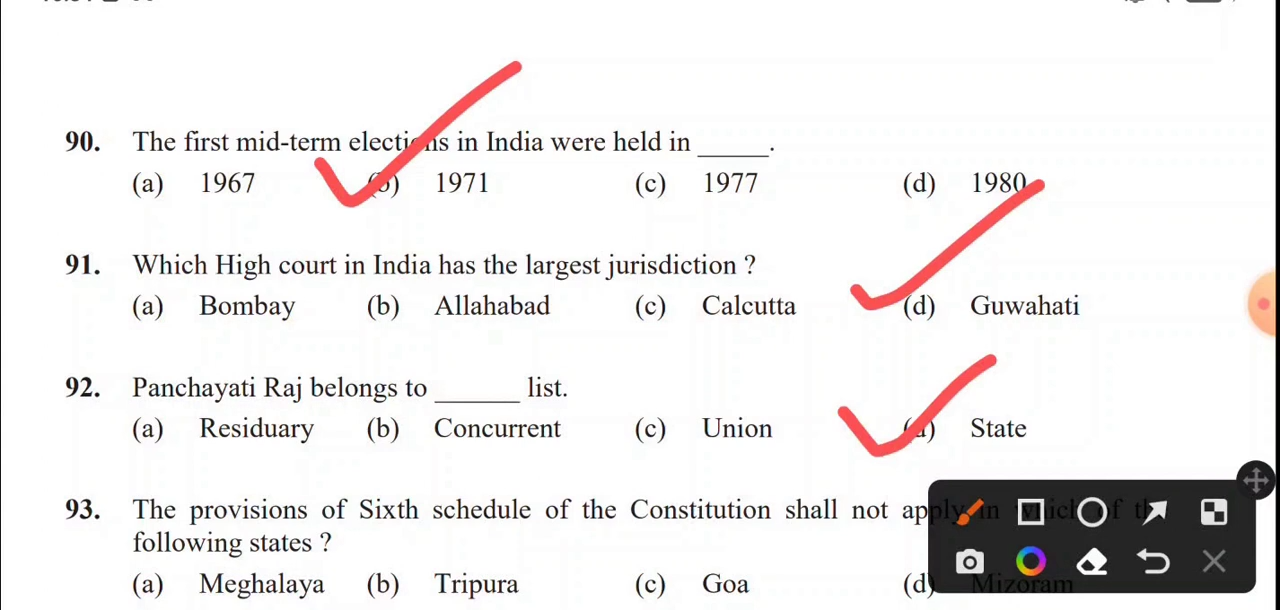 90. The first mid-term elections in India were held in _____.
(a) 1967 (b) 1971 (c) 1977 (d) 1980
91. Which High court in India has the largest jurisdiction ?
(a) Bombay (b) Allahabad (c) Calcutta (d) Guwahati
92. Panchayati Raj belongs to ______ list.
(a) Residuary (b) Concurrent (c) Union (d) State
93. The provisions of Sixth schedule of the Constitution shall not apply in which of the
following states ?
(a) Meghalaya (b) Tripura (c) Goa (d) Mizoram